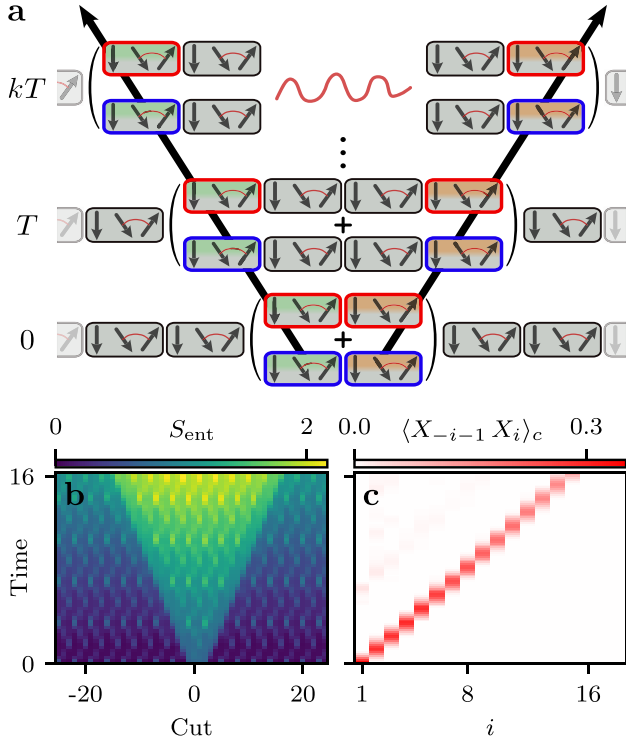 a
kT
⋮
T
+
0
+
0 S_ent 2
0.0 ⟨X_{-i-1} X_i⟩_c 0.3
16
b
c
Time
0
-20 0 20
1 8 16
Cut
i